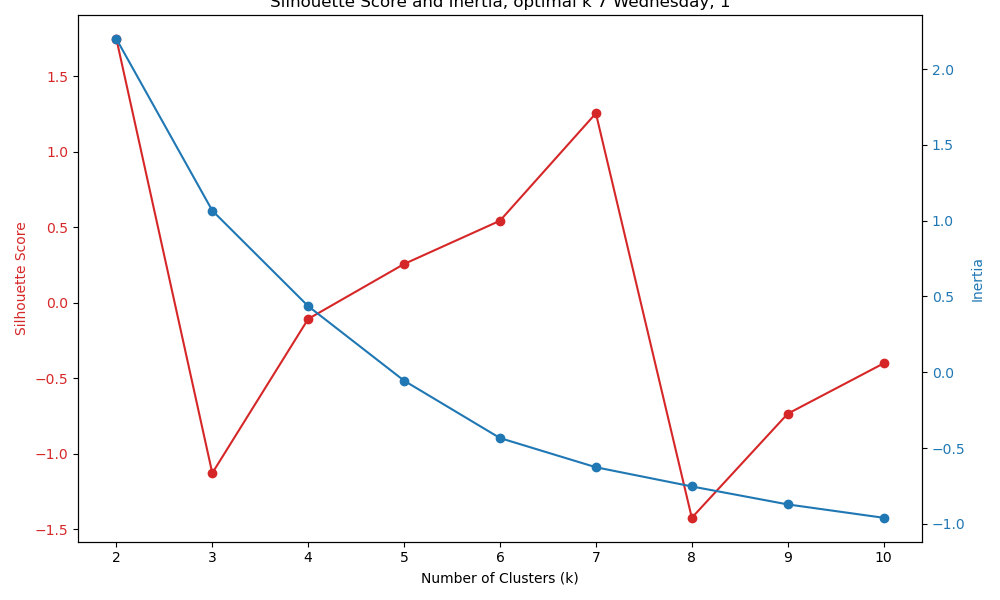 Silhouette Score and Inertia, optimal k 7 Wednesday, 1
1.5
1.0
0.5
0.0
−0.5
−1.0
−1.5
Silhouette Score
2.0
1.5
1.0
0.5
0.0
−0.5
−1.0
Inertia
2 3 4 5 6 7 8 9 10
Number of Clusters (k)